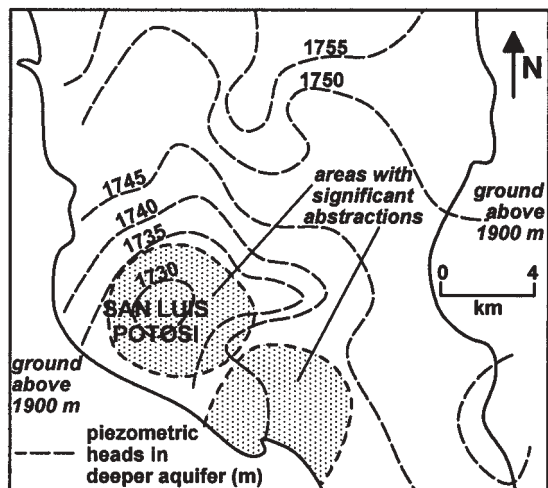 1755
1750
N
1745
1740
1735
1730
areas with
significant
abstractions
ground
above
1900 m
0 4
km
SAN LUIS
POTOSI
ground
above
1900 m
piezometric
heads in
deeper aquifer (m)